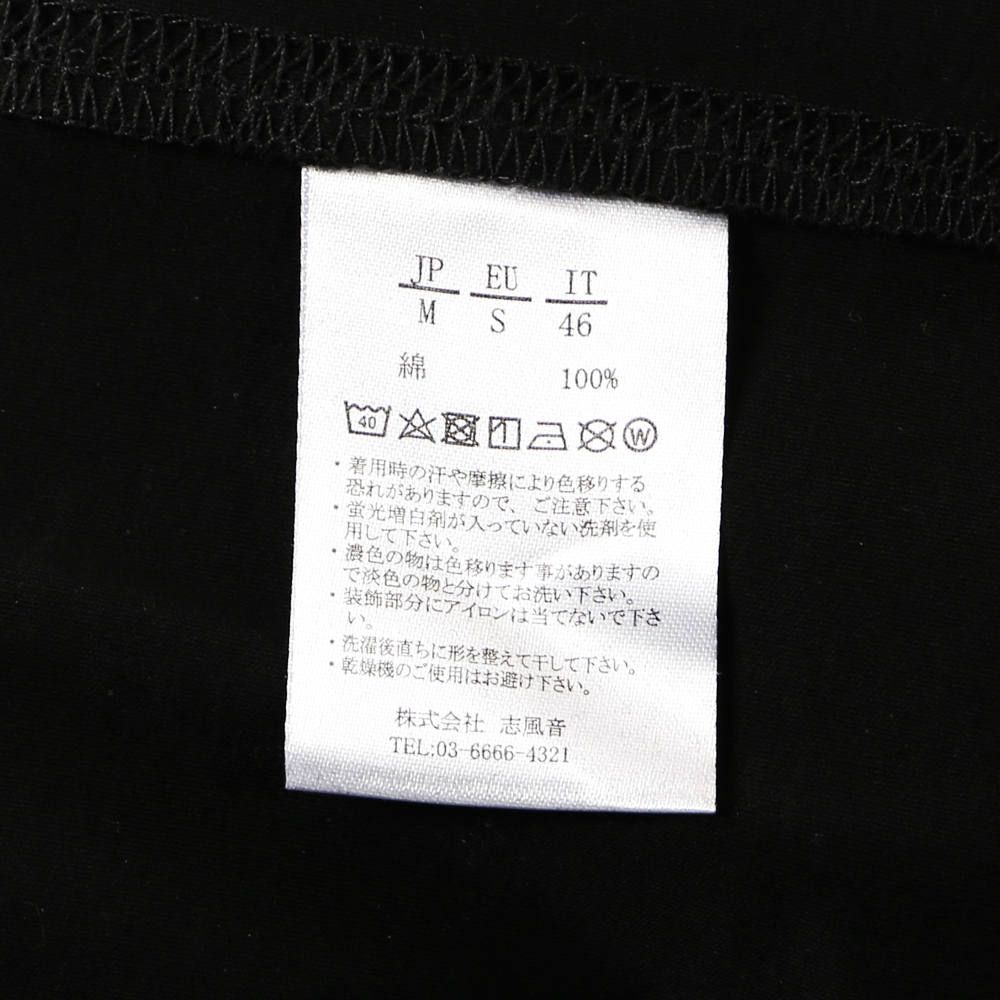 JP EU IT
M S 46
綿 100%
40 W
・着用時の汗や摩擦により色移りする
恐れがありますので、ご注意下さい。
・蛍光増白剤が入っていない洗剤を使
用して下さい。
・濃色の物は色移ります事がありますの
で淡色の物と分けてお洗い下さい。
・装飾部分にアイロンは当てないで下さ
い。
・洗濯後直ちに形を整えて干して下さい。
・乾燥機のご使用はお避け下さい。
株式会社 志風音
TEL:03-6666-4321